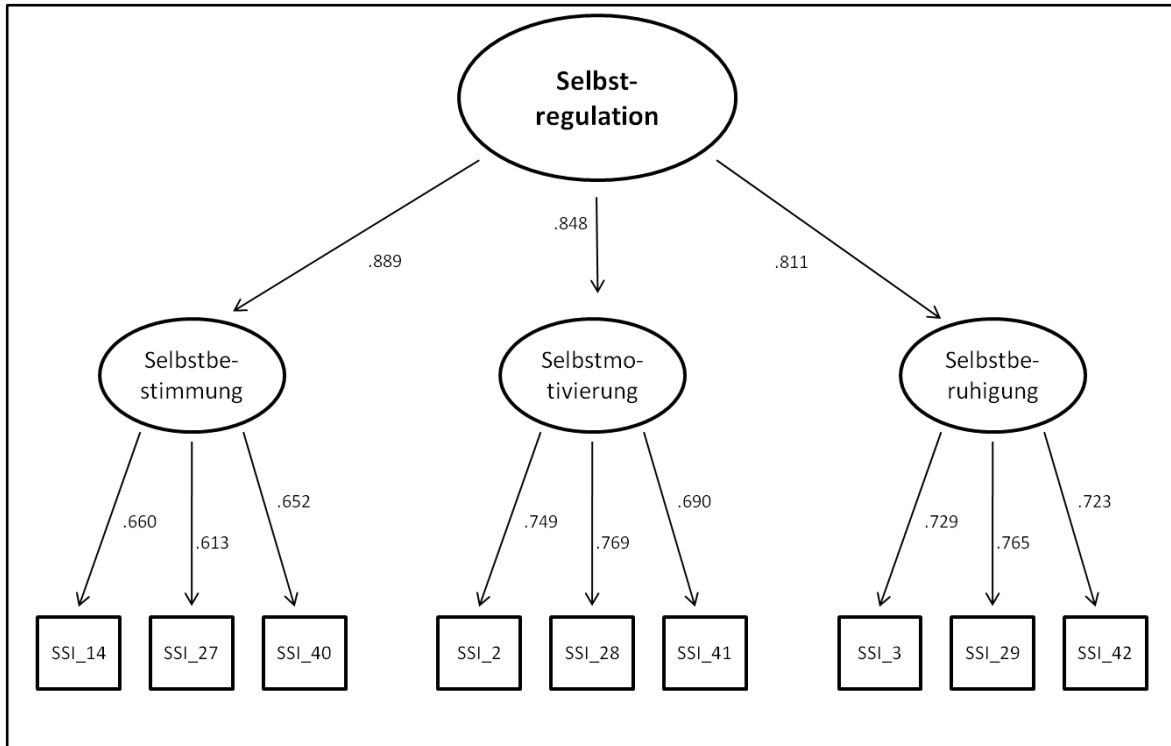 Selbst-
regulation
.848
.889
.811
Selbstbe-
stimmung
Selbstmo-
tivierung
Selbstbe-
ruhigung
.660
.613
.652
.749
.769
.690
.729
.765
.723
SSI_14
SSI_27
SSI_40
SSI_2
SSI_28
SSI_41
SSI_3
SSI_29
SSI_42